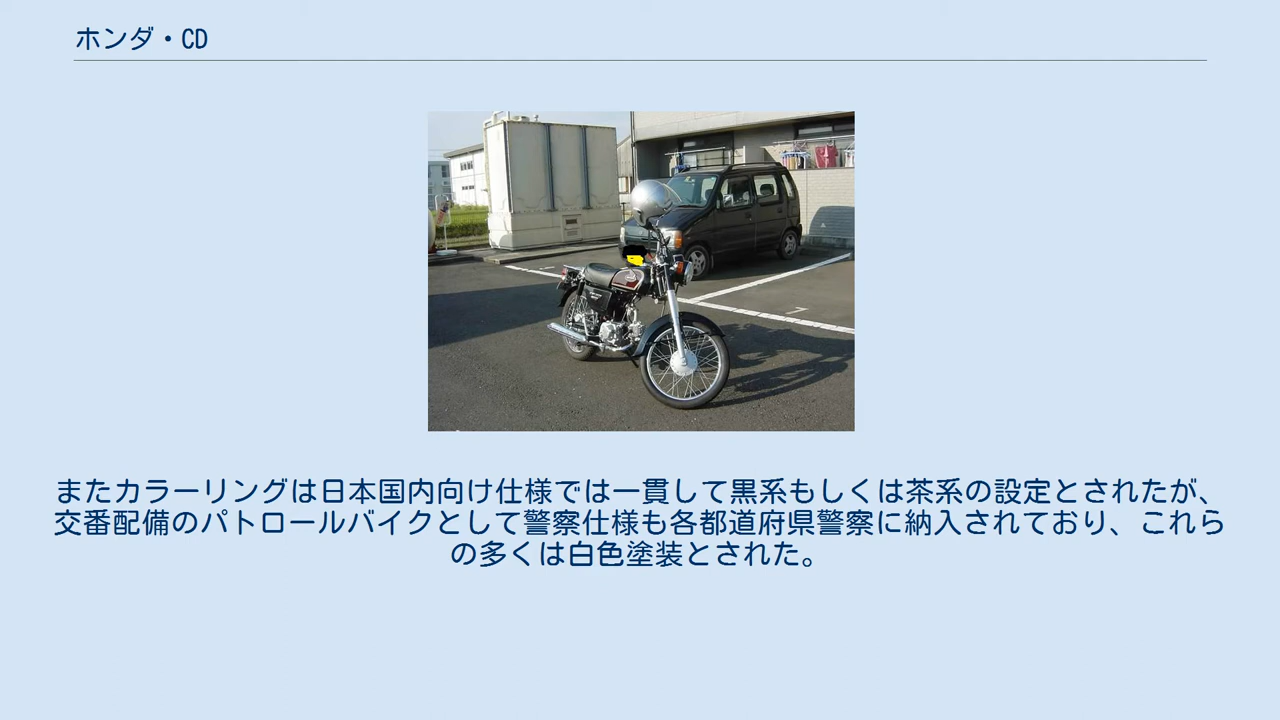 ホンダ・CD
またカラーリングは日本国内向け仕様では一貫して黒系もしくは茶系の設定とされたが、
交番配備のパトロールバイクとして警察仕様も各都道府県警察に納入されており、これら
の多くは白色塗装とされた。